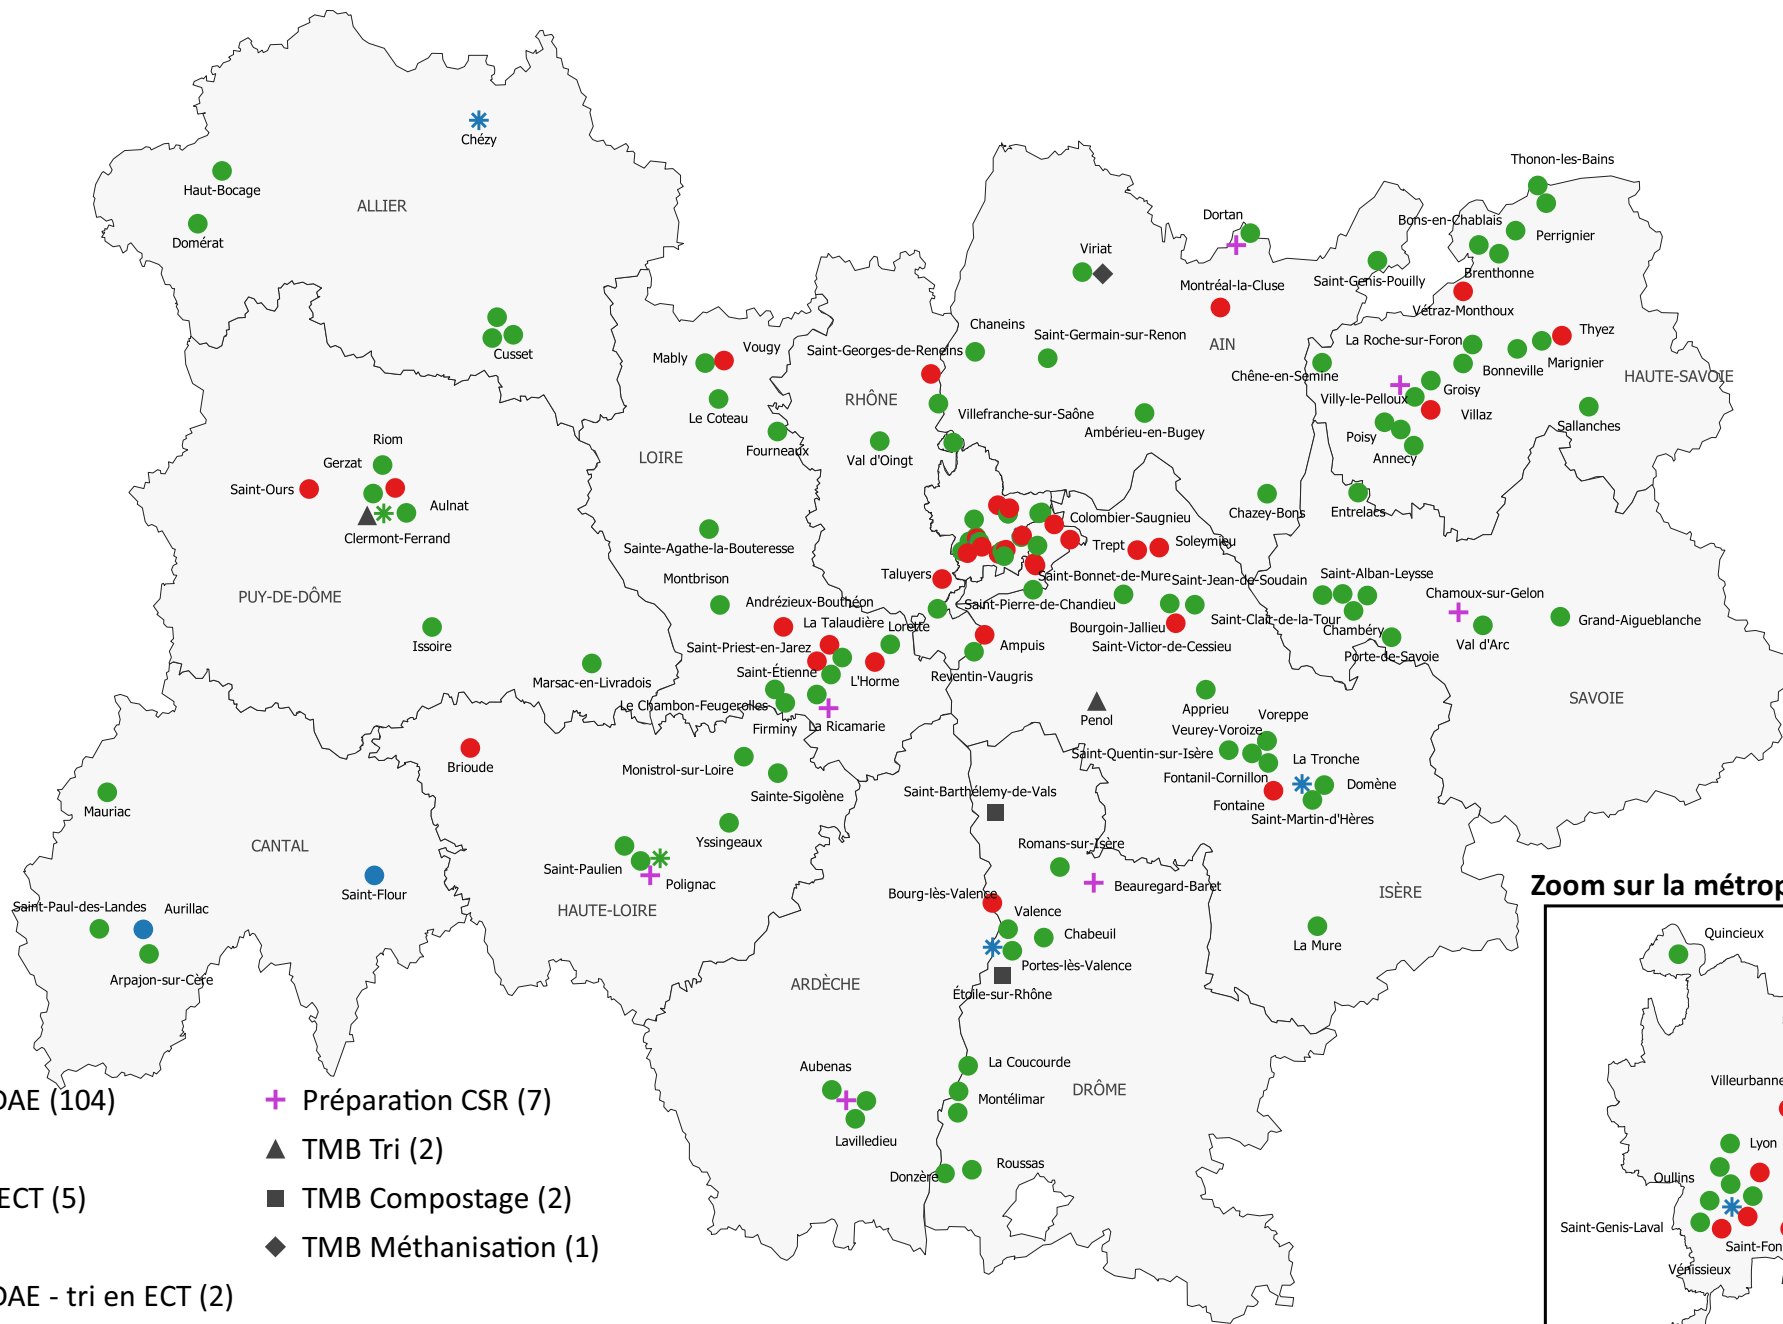 Thonon-les-Bains
Dortan
Bons-en-Chablais
Perrignier
Chézy
Haut-Bocage
ALLIER
Domérat
Viriat
Brenthonne
Saint-Genis-Pouilly
Montréal-la-Cluse
Vétraz-Monthoux
Chaneins
Saint-Germain-sur-Renon
Thyez
Cusset
Mably
Vougy
Saint-Georges-de-Reneins
AIN
La Roche-sur-Foron
Marignier
Bonneville
Chêne-en-Semine
HAUTE-SAVOIE
Groisy
RHÔNE
Villy-le-Pelloux
Villaz
Le Coteau
Villefranche-sur-Saône
Ambérieu-en-Bugey
Sallanches
Riom
Poisy
Fourneaux
Val d'Oingt
LOIRE
Annecy
Gerzat
Saint-Ours
Aulnat
Chazey-Bons
Entrelacs
Clermont-Ferrand
Colombier-Saugnieu
Sainte-Agathe-la-Bouteresse
Trept
Soleymieu
Taluyers
Saint-Bonnet-de-Mure
Saint-Jean-de-Soudain
Saint-Alban-Leysse
Montbrison
PUY-DE-DÔME
Andrézieux-Bouthéon
Saint-Pierre-de-Chandieu
Chamoux-sur-Gelon
La Talaudière
Lorette
Bourgoin-Jallieu
Saint-Clair-de-la-Tour
Chambéry
Grand-Aigueblanche
Issoire
Saint-Priest-en-Jarez
Ampuis
Saint-Victor-de-Cessieu
Val d'Arc
Porte-de-Savoie
Saint-Étienne
L'Horme
Reventin-Vaugris
Marsac-en-Livradois
SAVOIE
Le Chambon-Feugerolles
Apprieu
Penol
Voreppe
Firminy
La Ricamarie
Veurey-Voroize
Saint-Quentin-sur-Isère
La Tronche
Brioude
Monistrol-sur-Loire
Fontanil-Cornillon
Domène
Saint-Barthélemy-de-Vals
Sainte-Sigolène
Fontaine
Mauriac
Saint-Martin-d'Hères
CANTAL
Yssingeaux
Romans-sur-Isère
Saint-Paulien
Polignac
Beauregard-Baret
Saint-Flour
Bourg-lès-Valence
ISÈRE
Zoom sur la métrop
Saint-Paul-des-Landes
Aurillac
HAUTE-LOIRE
Valence
Chabeuil
La Mure
Quincieux
Portes-lès-Valence
Arpajon-sur-Cère
ARDÈCHE
Étoile-sur-Rhône
Aubenas
La Coucourde
Montélimar
DRÔME
Villeurbanne
Lavilledieu
Lyon
Donzère
Roussas
Oullins
Saint-Genis-Laval
Saint-Fon
Vénissieux
DAE (104)
Préparation CSR (7)
TMB Tri (2)
ECT (5)
TMB Compostage (2)
TMB Méthanisation (1)
DAE - tri en ECT (2)